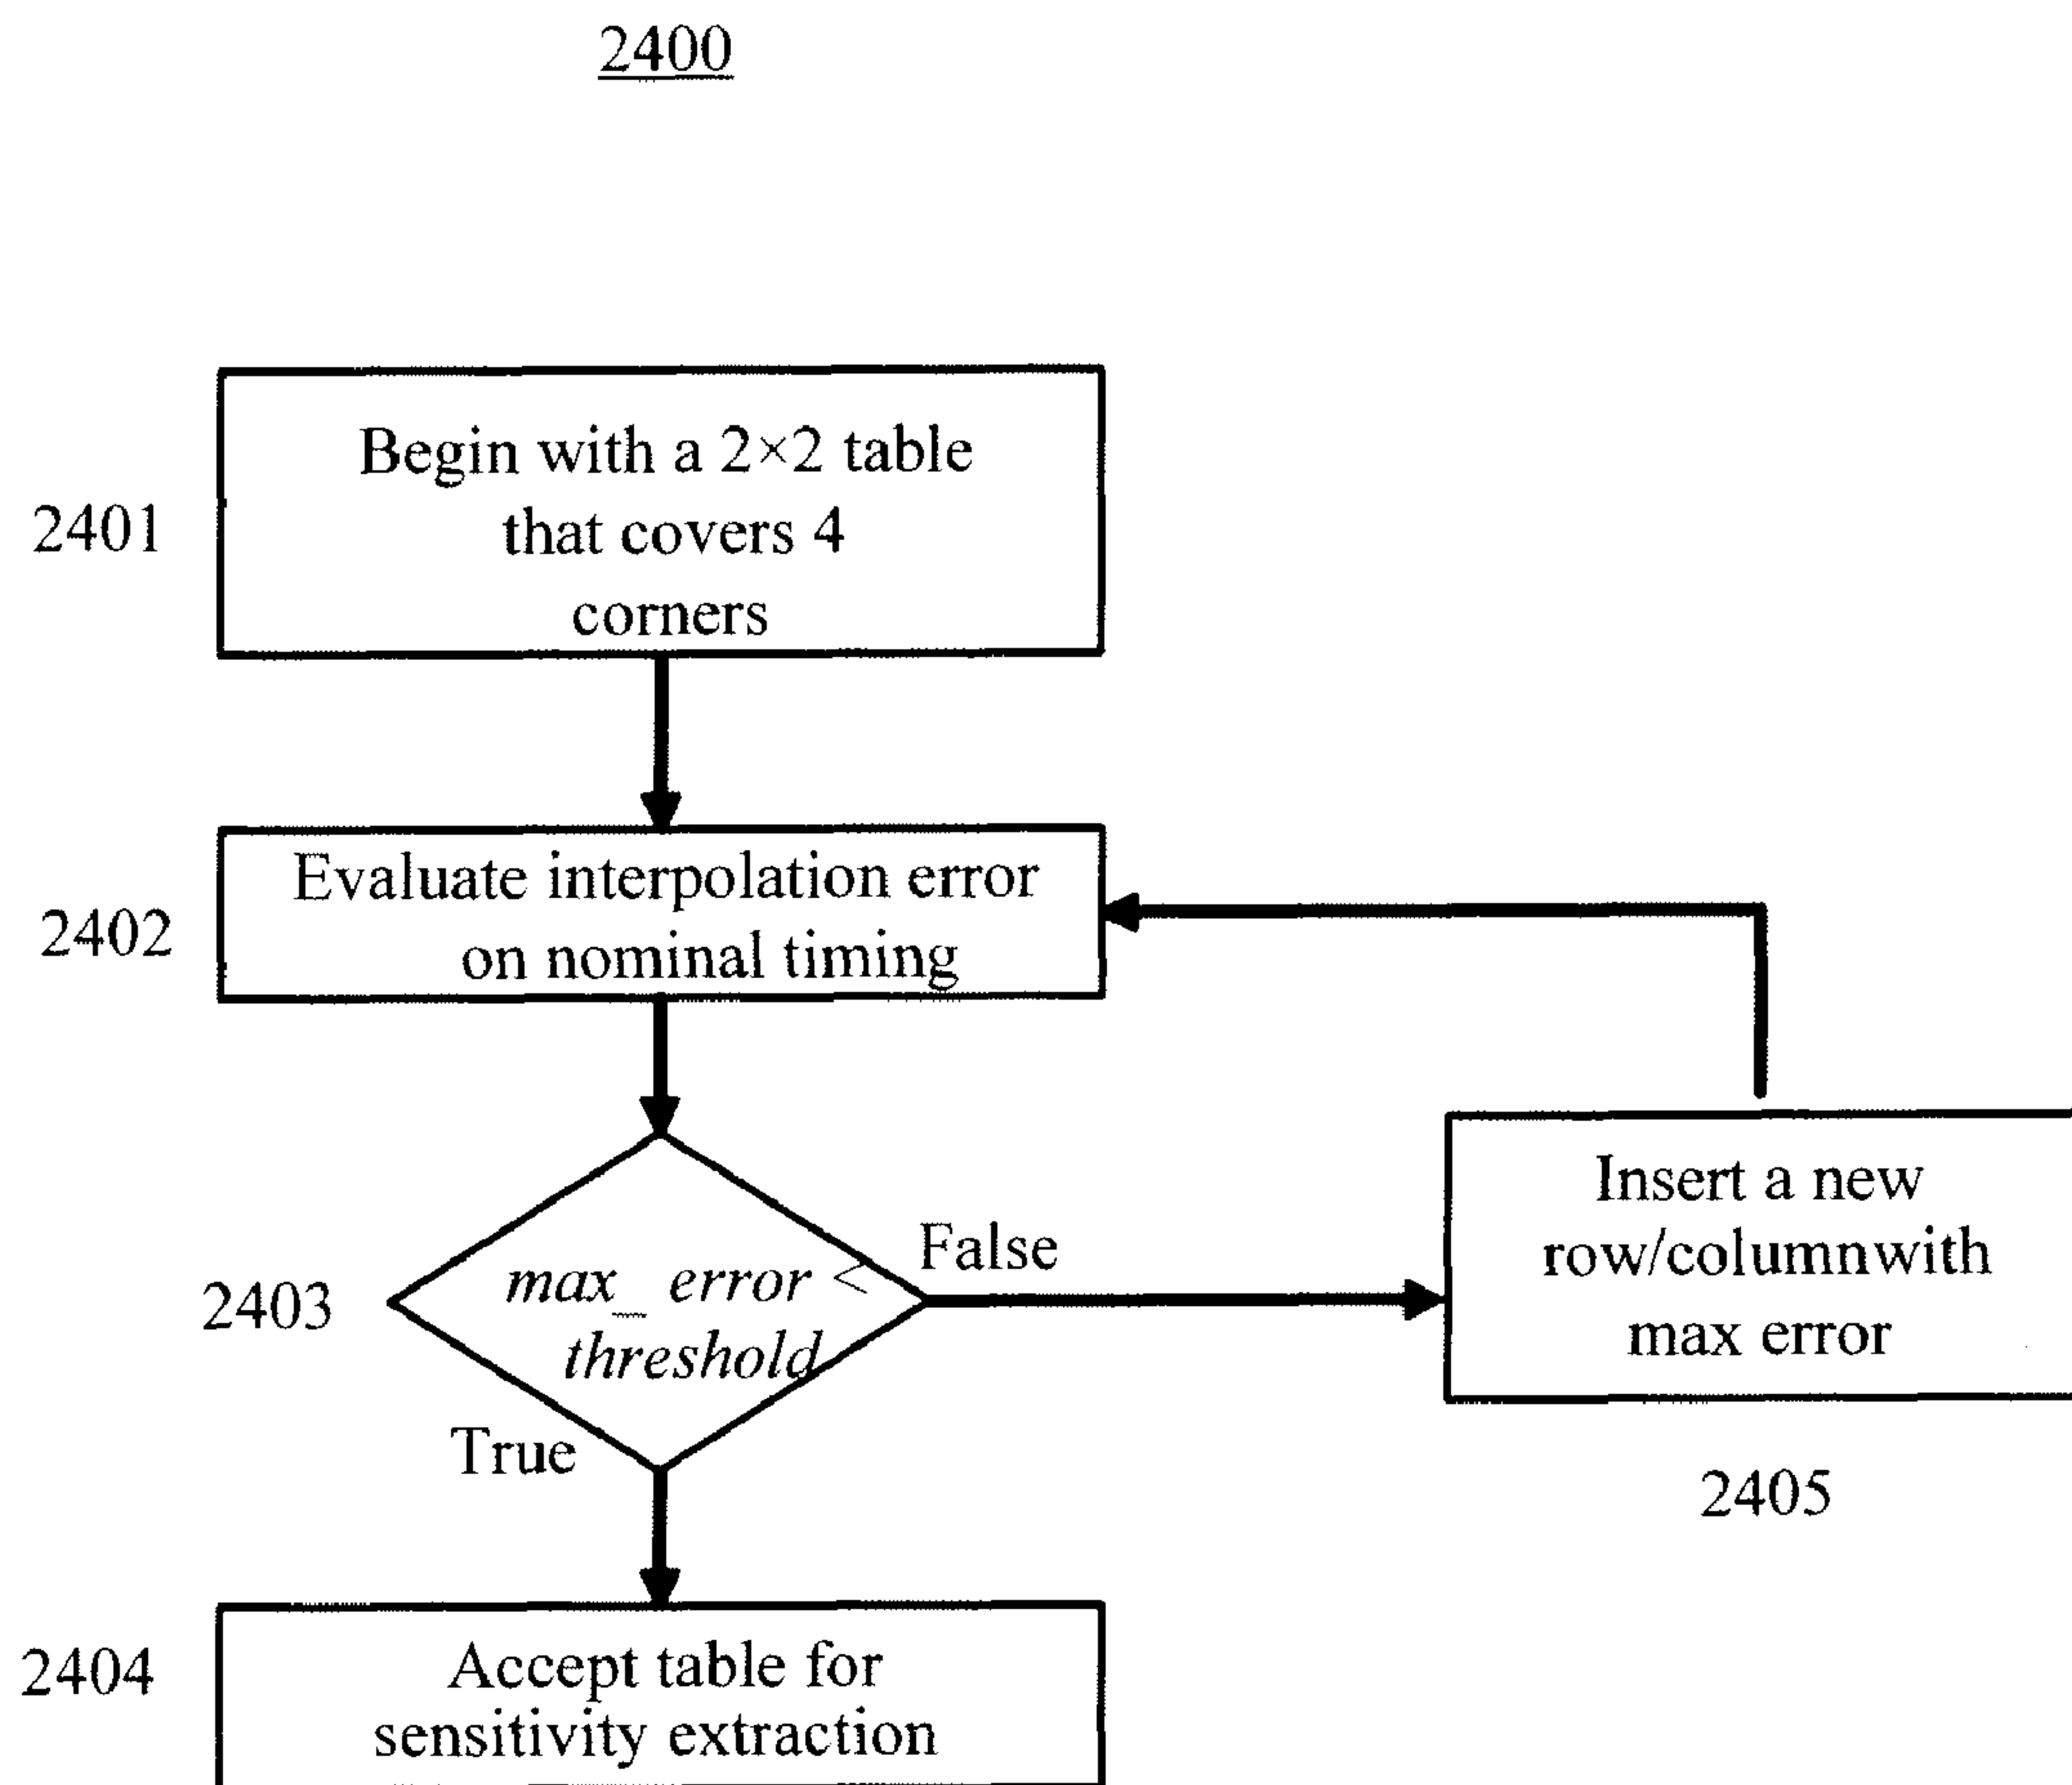 2400
2401
Begin with a 2×2 table
that covers 4
corners
2402
Evaluate interpolation error
on nominal timing
2403
max_ error <
threshold
False
True
Insert a new
row/columnwith
max error
2405
2404
Accept table for
sensitivity extraction